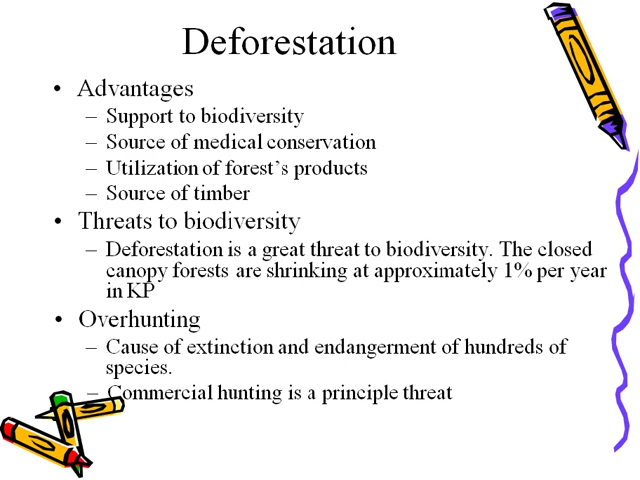 Deforestation
• Advantages
– Support to biodiversity
– Source of medical conservation
– Utilization of forest's products
– Source of timber
• Threats to biodiversity
– Deforestation is a great threat to biodiversity. The closed
canopy forests are shrinking at approximately 1% per year
in KP
• Overhunting
– Cause of extinction and endangerment of hundreds of
species.
– Commercial hunting is a principle threat